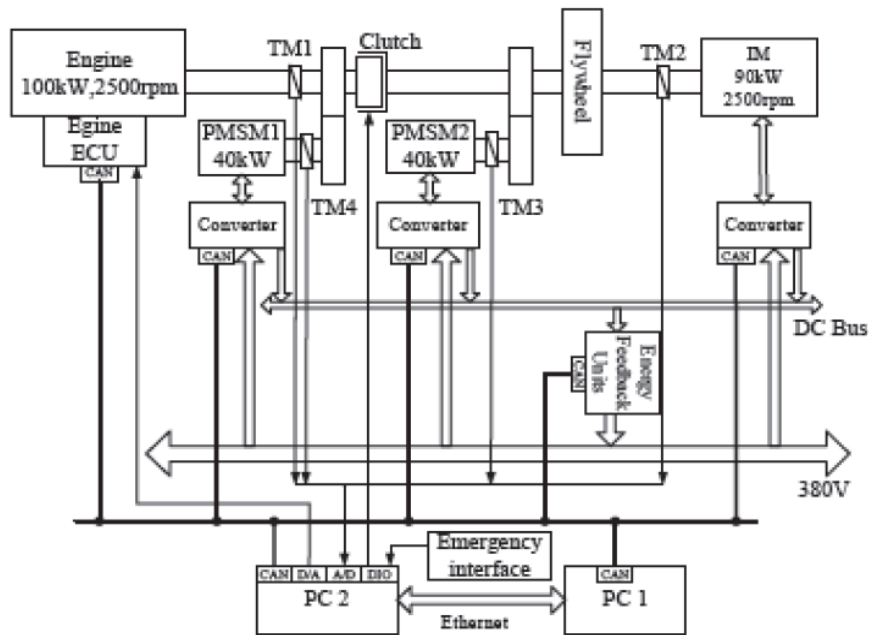 Engine
100kW,2500rpm
TM1
Clutch
Flywheel
TM2
IM
90kW
2500rpm
Egine
ECU
CAN
PMSM1
40kW
TM4
PMSM2
40kW
TM3
Converter
CAN
Converter
CAN
Converter
CAN
DC Bus
Energy
Feedback
Units
CAN
380V
Emergency
interface
CAN
D/A
A/D
DIO
PC 2
Ethernet
CAN
PC 1